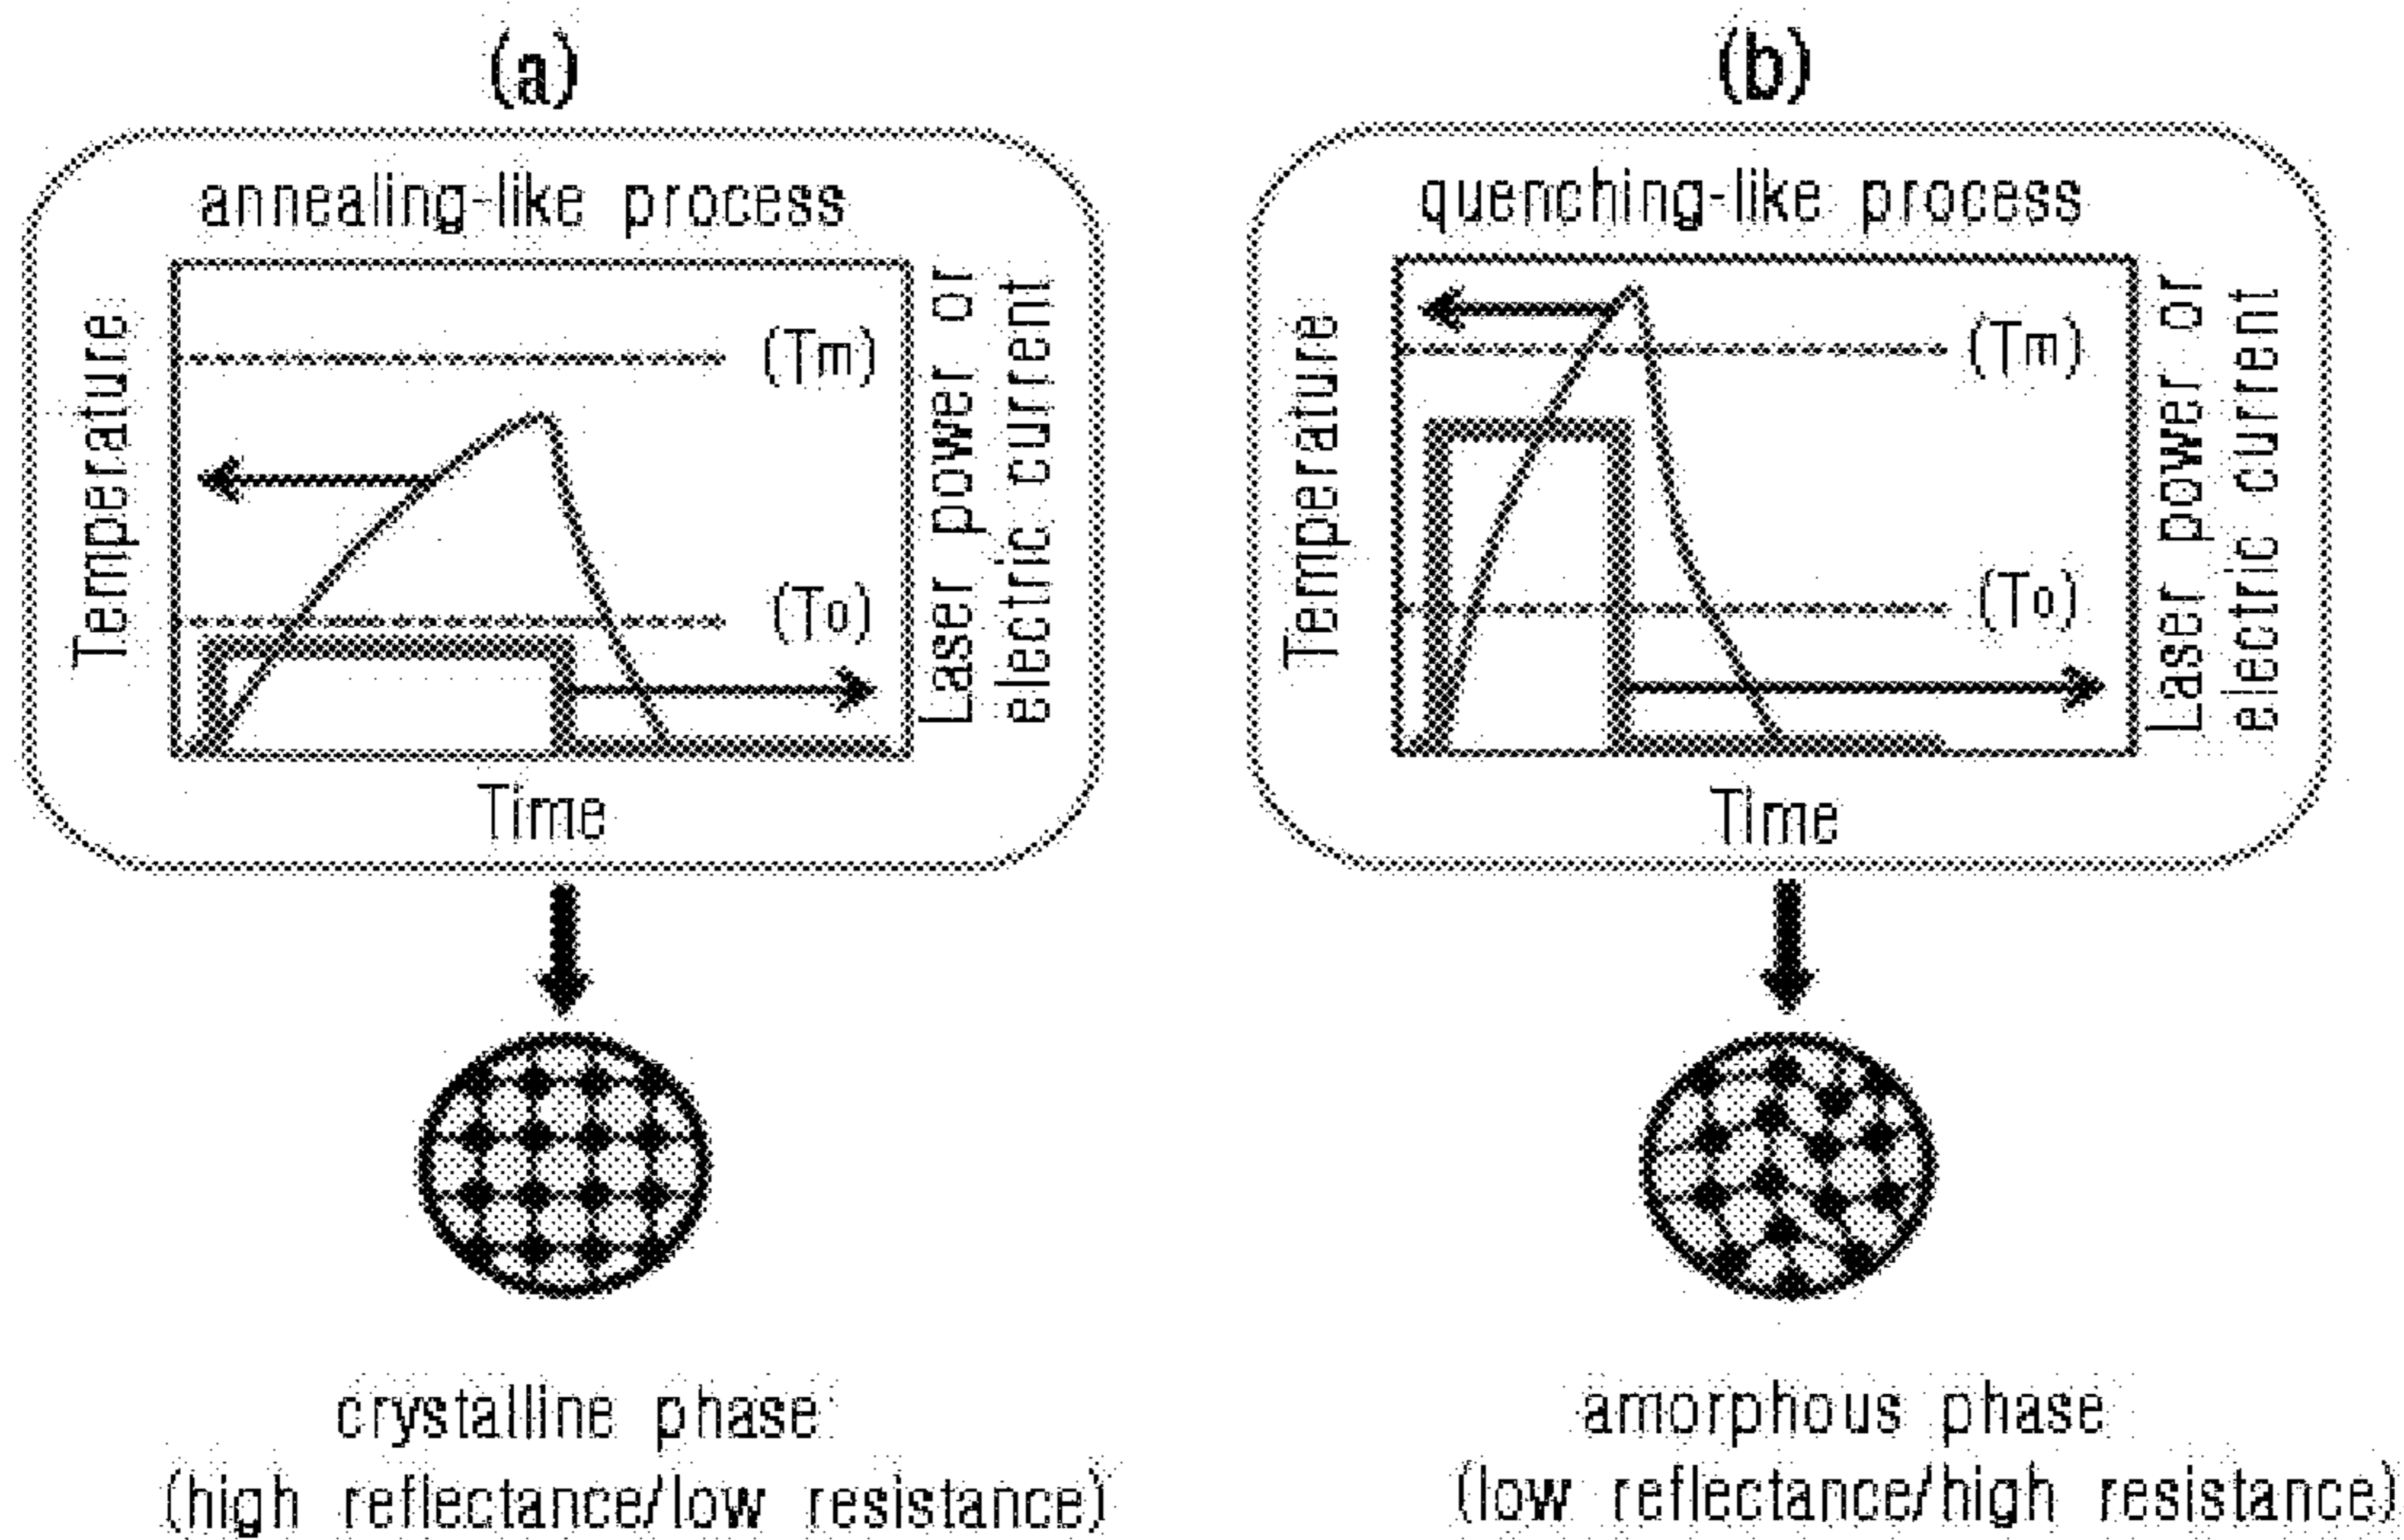 (a)
annealing-like process
Temperature
(Tm)
(To)
Laser power or
electric current
Time
crystalline phase
(high reflectance/low resistance)
(b)
quenching-like process
Temperature
(Tm)
(To)
Laser power or
electric current
Time
amorphous phase
(low reflectance/high resistance)